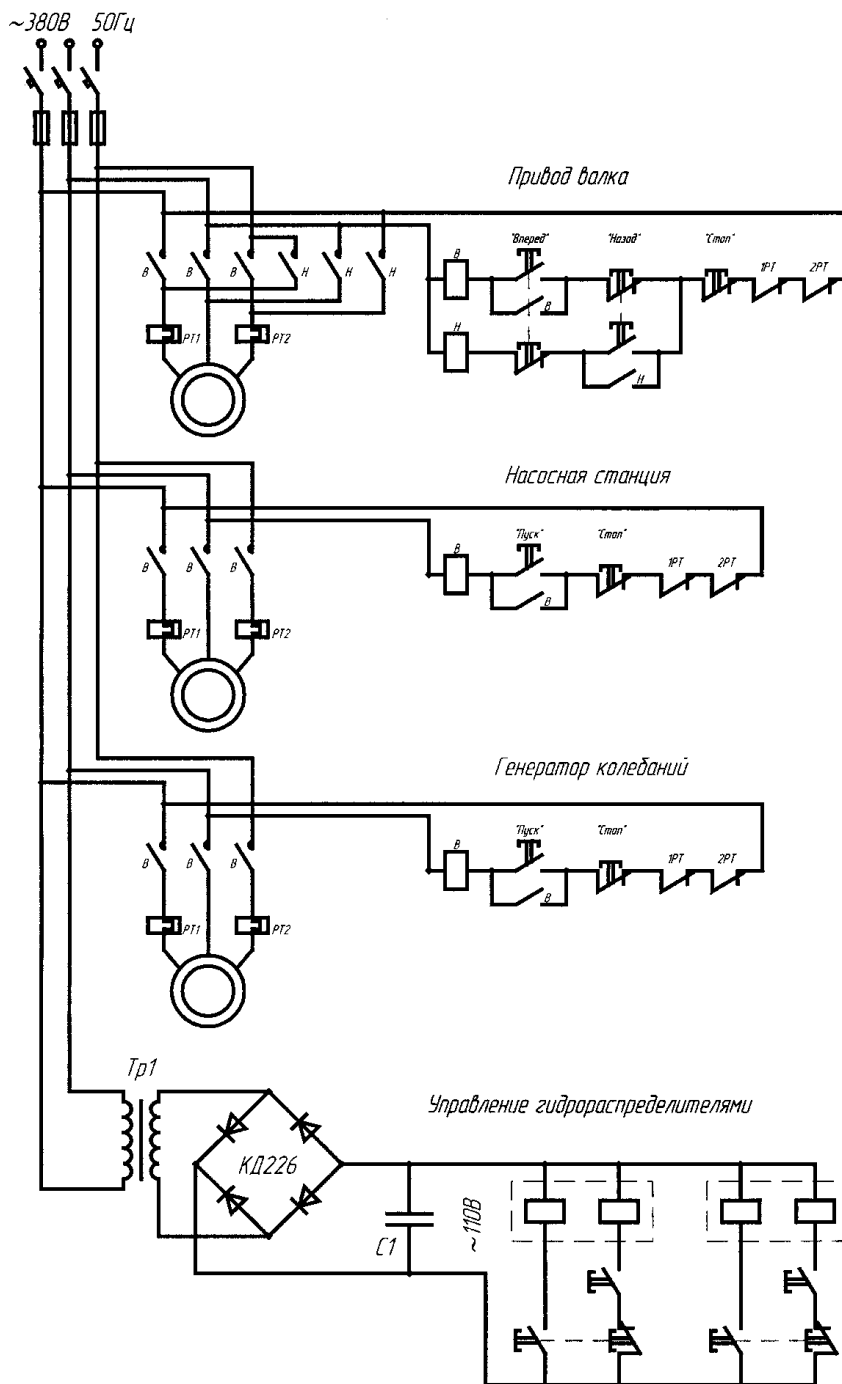 ~380В 50Гц
Привод валка
"Вперед" "Назад" "Стоп"
В 1РТ 2РТ
В В В Н Н Н
В
РТ1 РТ2
Н
Н
Насосная станция
"Пуск" "Стоп"
В 1РТ 2РТ
В В В
В
РТ1 РТ2
Генератор колебаний
"Пуск" "Стоп"
В 1РТ 2РТ
В В В
В
РТ1 РТ2
Тр1
Управление гидрораспределителями
КД226
С1
~110В